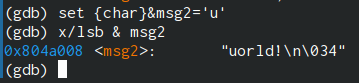 (gdb) set {char}&msg2='u'
(gdb) x/lsb & msg2
0x804a008 <msg2>:       "uorld!\n\034"
(gdb)